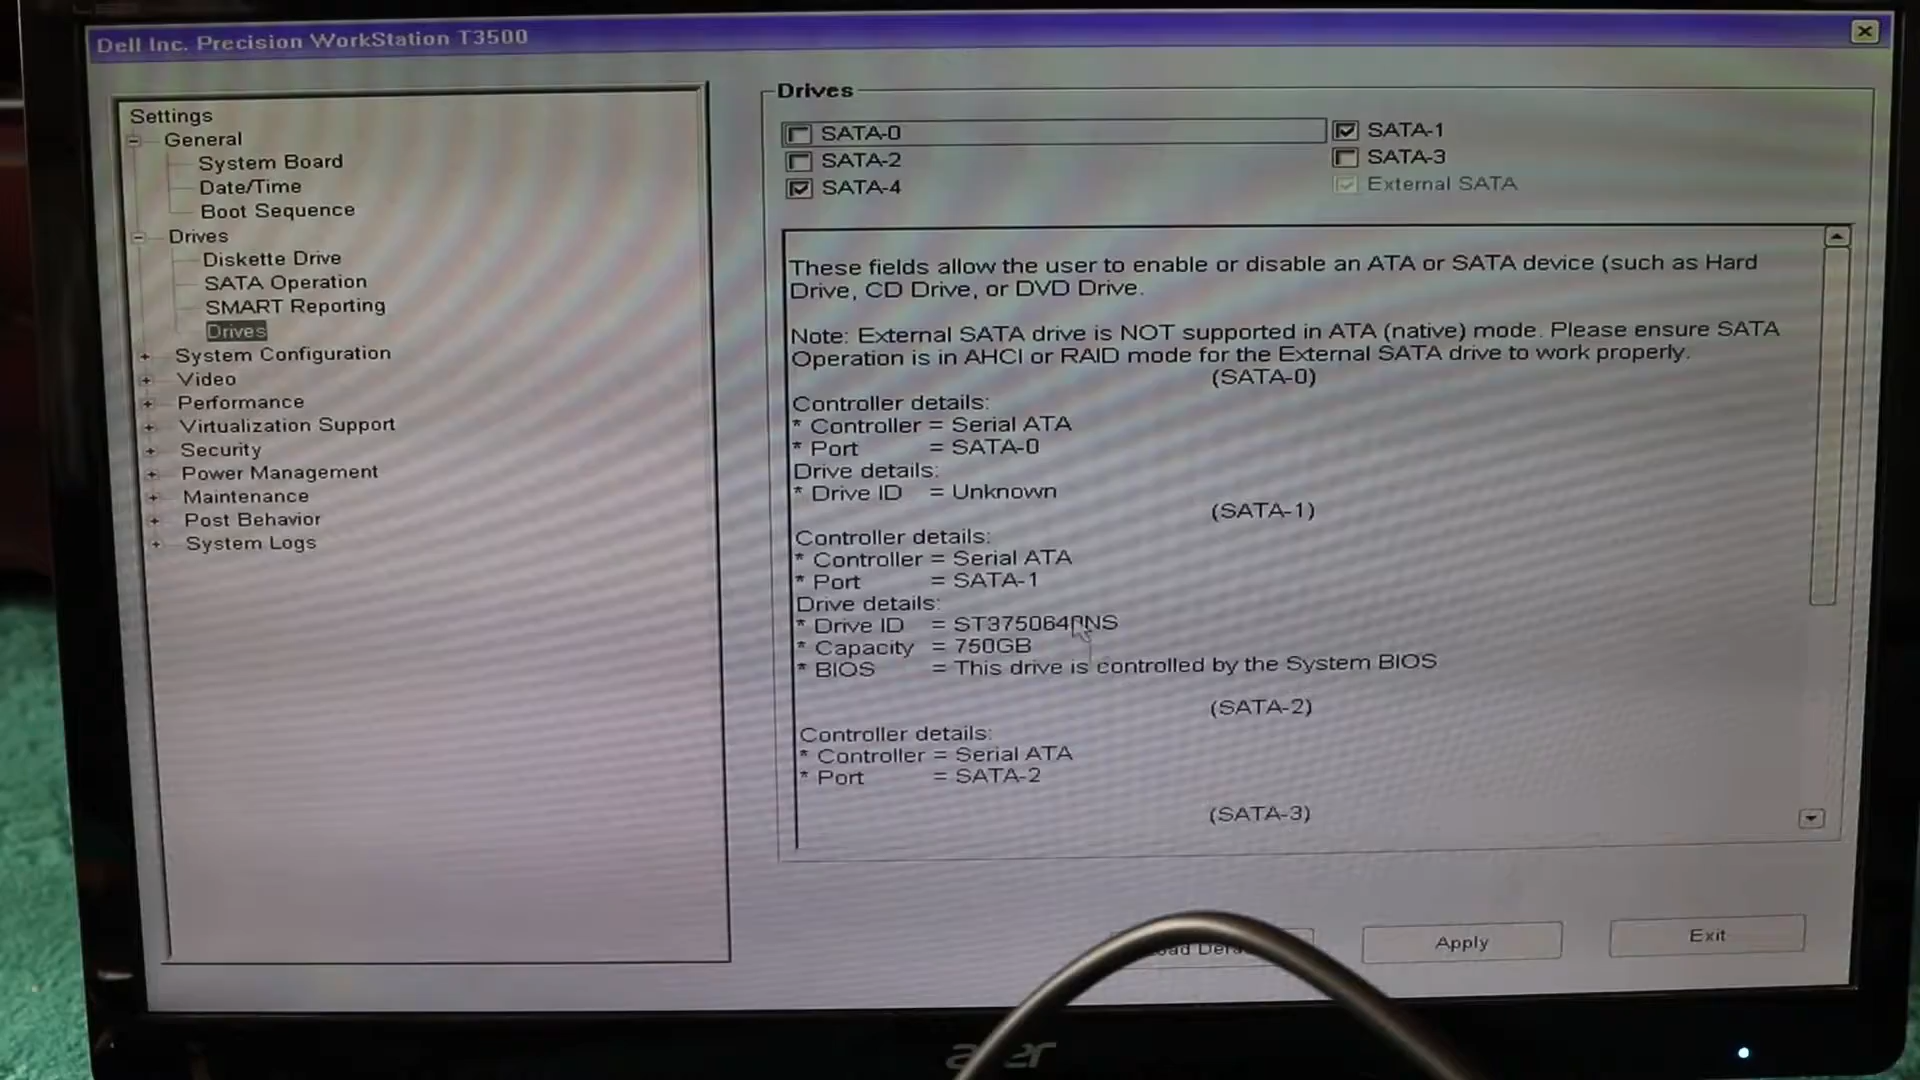 Dell Inc. Precision WorkStation T3500
Settings
General
System Board
Date/Time
Boot Sequence
Drives
Diskette Drive
SATA Operation
SMART Reporting
Drives
System Configuration
Video
Performance
Virtualization Support
Security
Power Management
Maintenance
Post Behavior
System Logs
Drives
SATA-0
SATA-1
SATA-2
SATA-3
SATA-4
External SATA
These fields allow the user to enable or disable an ATA or SATA device (such as Hard
Drive, CD Drive, or DVD Drive.
Note: External SATA drive is NOT supported in ATA (native) mode. Please ensure SATA
Operation is in AHCI or RAID mode for the External SATA drive to work properly.
(SATA-0)
Controller details:
* Controller = Serial ATA
* Port = SATA-0
Drive details:
* Drive ID = Unknown
(SATA-1)
Controller details:
* Controller = Serial ATA
* Port = SATA-1
Drive details:
* Drive ID = ST3750640NS
* Capacity = 750GB
* BIOS = This drive is controlled by the System BIOS
(SATA-2)
Controller details:
* Controller = Serial ATA
* Port = SATA-2
(SATA-3)
Apply
Exit
acer